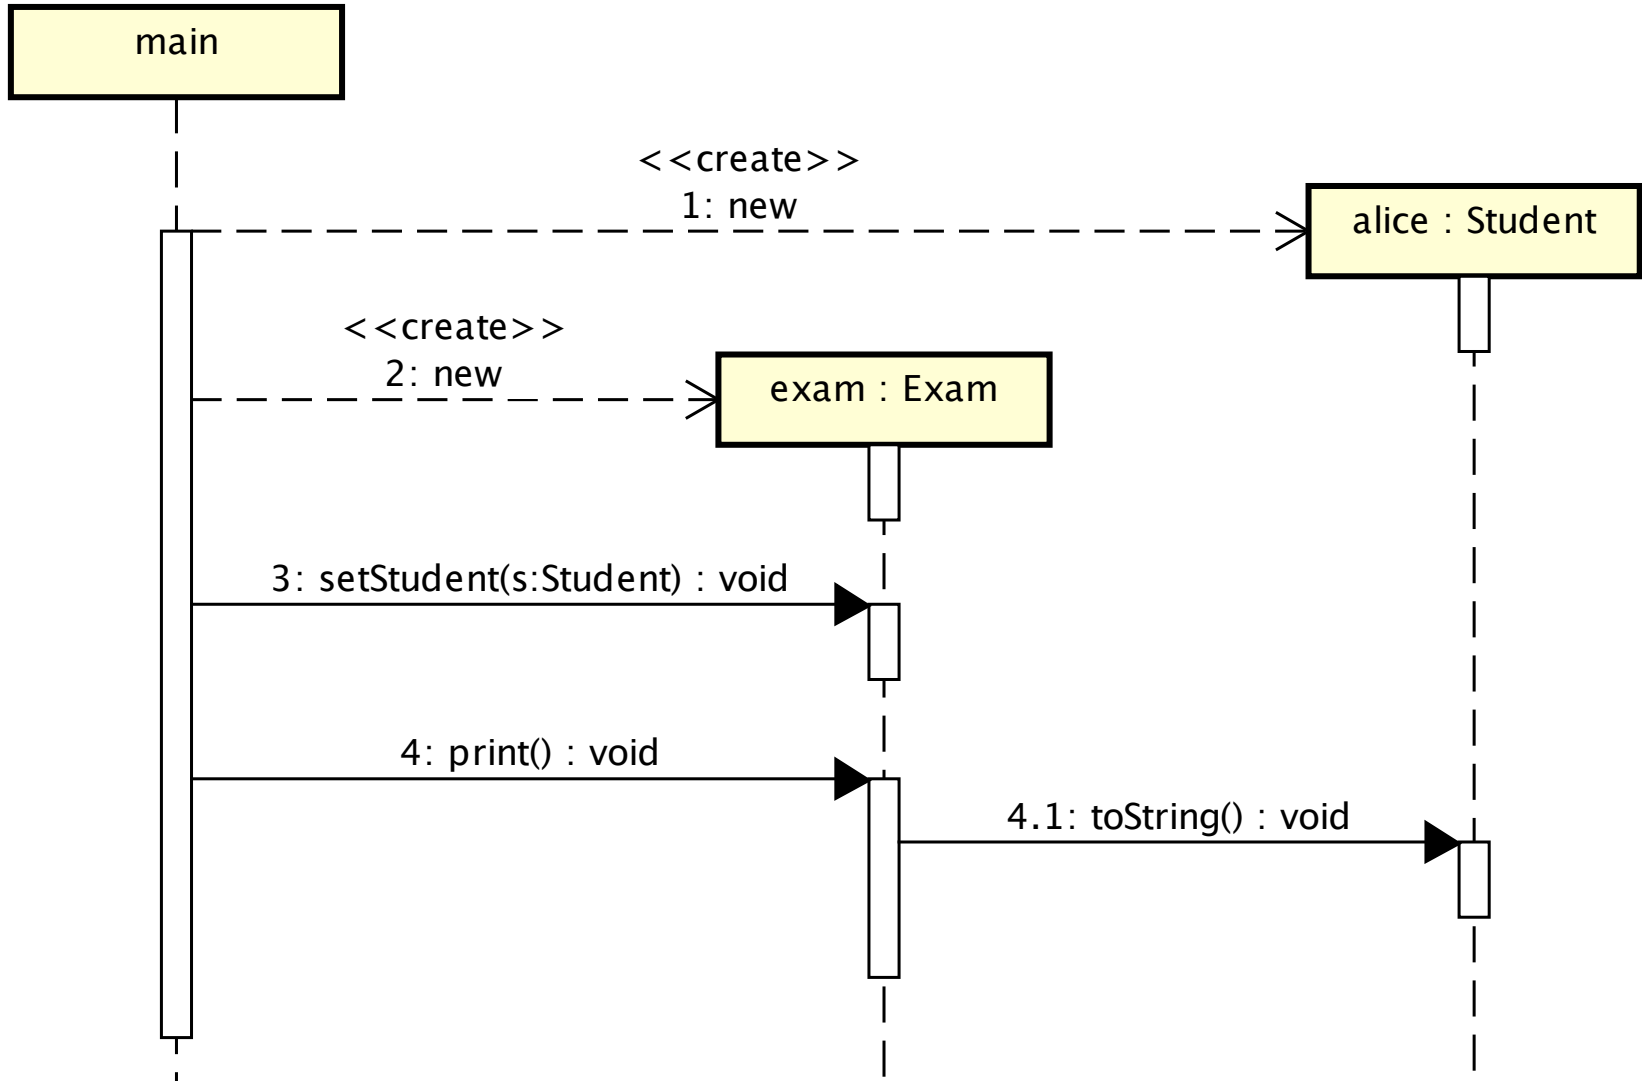 main
<<create>>
1: new
alice : Student
<<create>>
2: new
exam : Exam
3: setStudent(s:Student) : void
4: print() : void
4.1: toString() : void